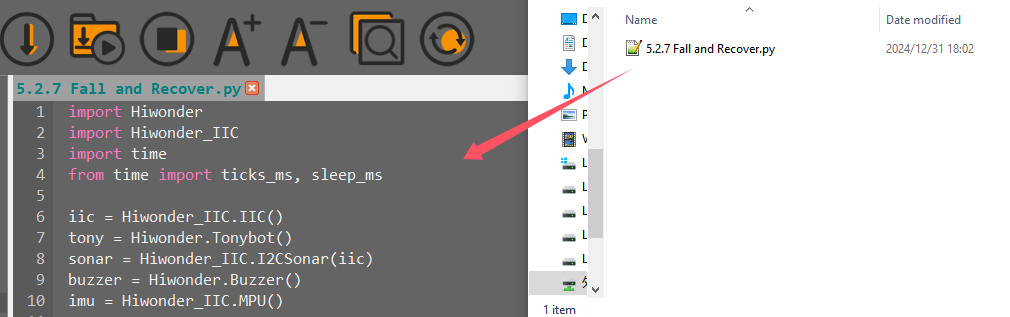 5.2.7 Fall and Recover.py
1 import Hiwonder
2 import Hiwonder_IIC
3 import time
4 from time import ticks_ms, sleep_ms
5
6 iic = Hiwonder_IIC.IIC()
7 tony = Hiwonder.Tonybot()
8 sonar = Hiwonder_IIC.I2CSonar(iic)
9 buzzer = Hiwonder.Buzzer()
10 imu = Hiwonder_IIC.MPU()
Name Date modified
5.2.7 Fall and Recover.py 2024/12/31 18:02
1 item